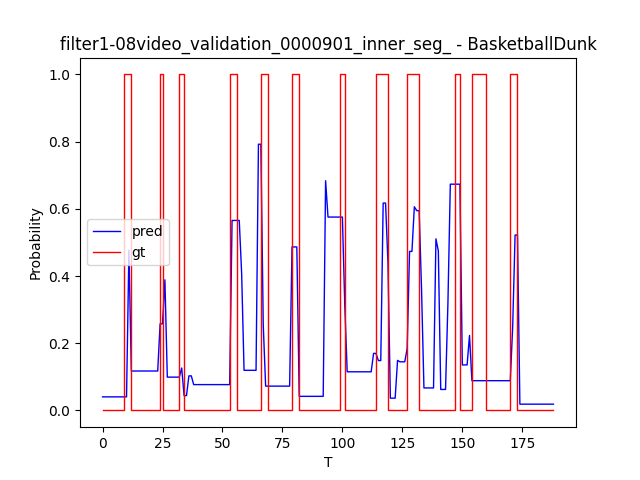 filter1-08video_validation_0000901_inner_seg_ - BasketballDunk
1.0
0.8
0.6
0.4
0.2
0.0
Probability
pred
gt
0
25
50
75
100
125
150
175
T